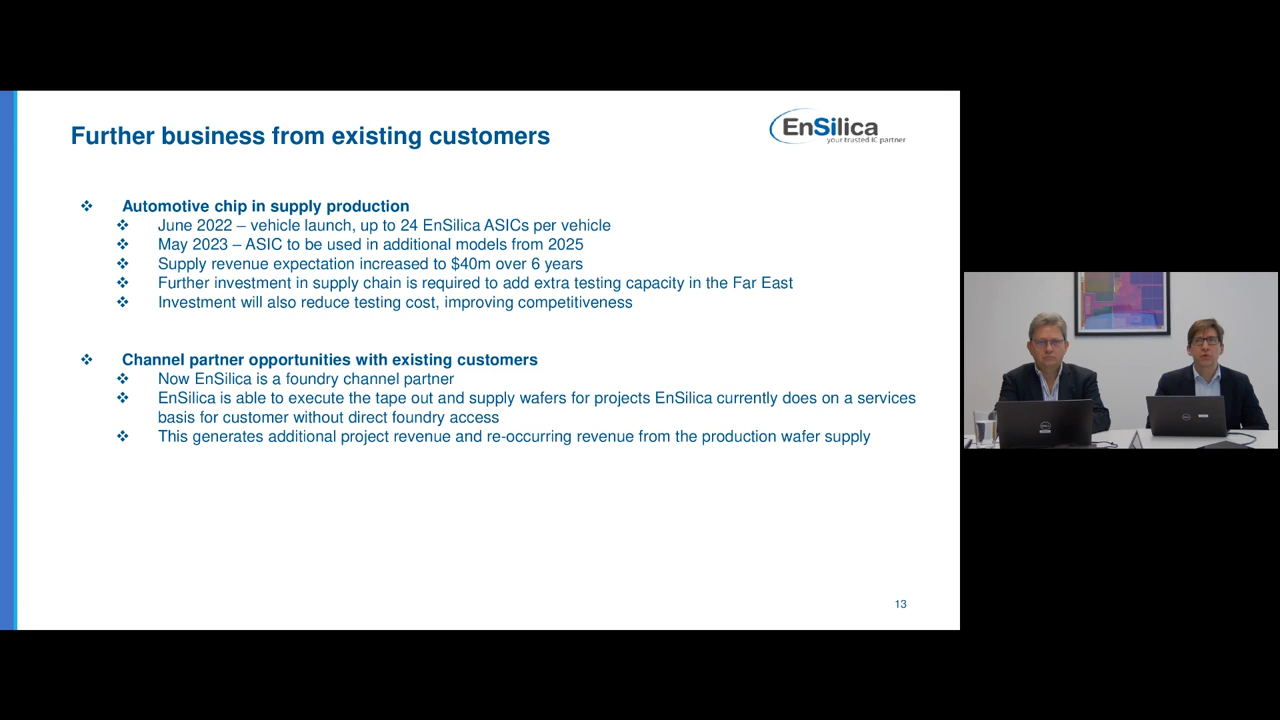 Further business from existing customers
EnSilica
your trusted IC partner
❖ Automotive chip in supply production
❖ June 2022 – vehicle launch, up to 24 EnSilica ASICs per vehicle
❖ May 2023 – ASIC to be used in additional models from 2025
❖ Supply revenue expectation increased to $40m over 6 years
❖ Further investment in supply chain is required to add extra testing capacity in the Far East
❖ Investment will also reduce testing cost, improving competitiveness
❖ Channel partner opportunities with existing customers
❖ Now EnSilica is a foundry channel partner
❖ EnSilica is able to execute the tape out and supply wafers for projects EnSilica currently does on a services
basis for customer without direct foundry access
❖ This generates additional project revenue and re-occurring revenue from the production wafer supply
13